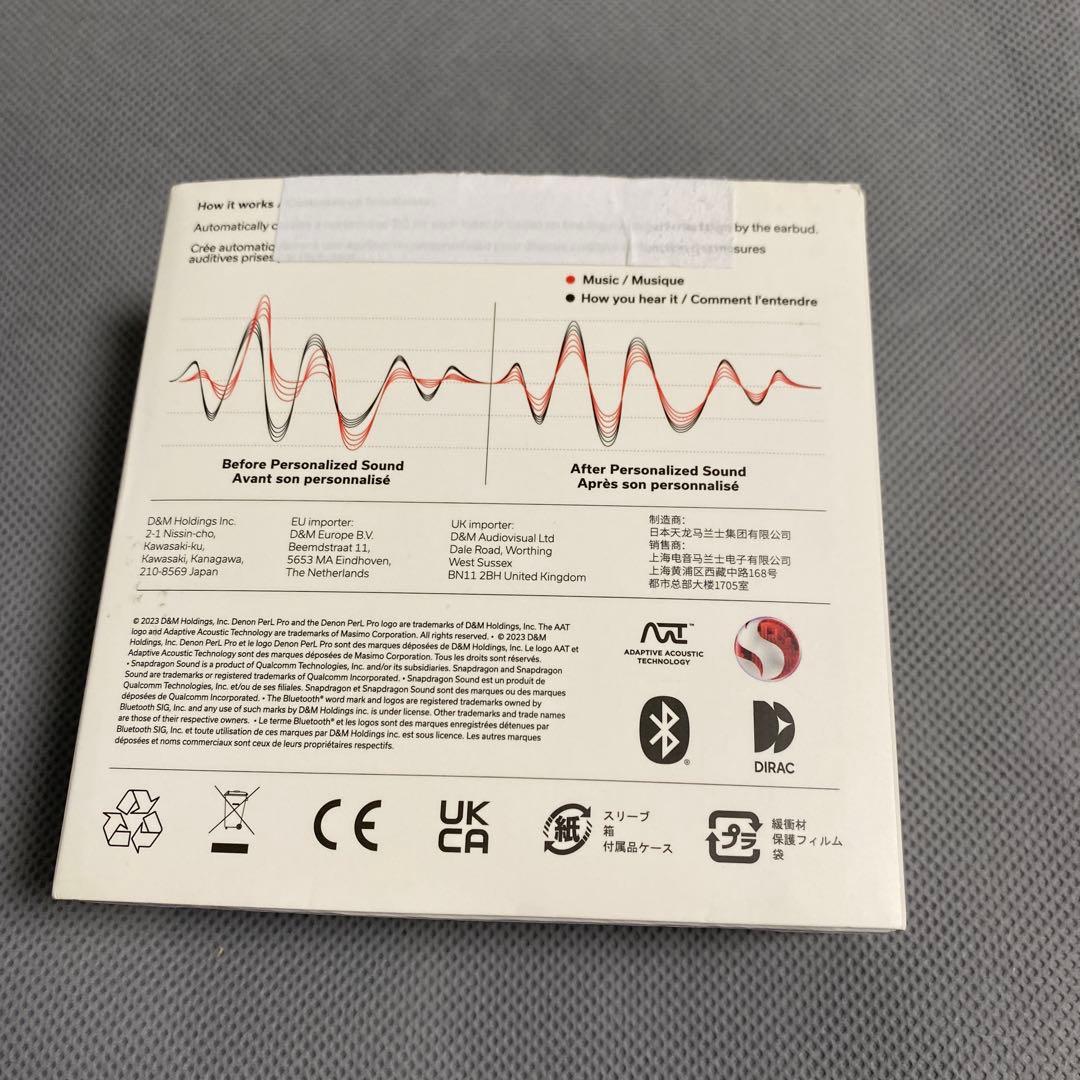 How it works /
Automatically by the earbud.
Crée automatiq sures
auditives prises
Music / Musique
How you hear it / Comment l'entendre
Before Personalized Sound
Avant son personnalisé
After Personalized Sound
Après son personnalisé
D&M Holdings Inc.
2-1 Nissin-cho,
Kawasaki-ku,
Kawasaki, Kanagawa,
210-8569 Japan
EU importer:
D&M Europe B.V.
Beemdstraat 11,
5653 MA Eindhoven,
The Netherlands
UK importer:
D&M Audiovisual Ltd
Dale Road, Worthing
West Sussex
BN11 2BH United Kingdom
制造商：
日本天龙马兰士集团有限公司
销售商：
上海电音马兰士电子有限公司
上海黄浦区西藏中路168号
都市总部大楼1705室
© 2023 D&M Holdings, Inc. Denon PerL Pro and the Denon PerL Pro logo are trademarks of D&M Holdings, Inc. The AAT
logo and Adaptive Acoustic Technology are trademarks of Masimo Corporation. All rights reserved. • © 2023 D&M
Holdings, Inc. Denon PerL Pro et le logo Denon PerL Pro sont des marques déposées de D&M Holdings, Inc. Le logo AAT et
Adaptive Acoustic Technology sont des marques déposées de Masimo Corporation. Tous les droits sont réservés.
• Snapdragon Sound is a product of Qualcomm Technologies, Inc. and/or its subsidiaries. Snapdragon and Snapdragon
Sound are trademarks or registered trademarks of Qualcomm Incorporated. • Snapdragon Sound est un produit de
Qualcomm Technologies, Inc. et/ou de ses filiales. Snapdragon et Snapdragon Sound sont des marques ou des marques
déposées de Qualcomm Incorporated. • The Bluetooth® word mark and logos are registered trademarks owned by
Bluetooth SIG, Inc. and any use of such marks by D&M Holdings inc. is under license. Other trademarks and trade names
are those of their respective owners. • Le terme Bluetooth® et les logos sont des marques enregistrées détenues par
Bluetooth SIG, Inc. et toute utilisation de ces marques par D&M Holdings inc. est sous licence. Les autres marques
déposées et noms commerciaux sont ceux de leurs propriétaires respectifs.
AAT™
ADAPTIVE ACOUSTIC
TECHNOLOGY
®
DIRAC
CE
UK
CA
紙
スリーブ
箱
付属品ケース
プラ
緩衝材
保護フィルム
袋